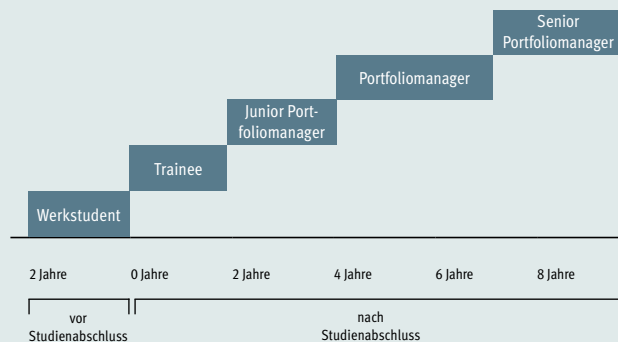 Senior
Portfoliomanager
Portfoliomanager
Junior Port-
foliomanager
Trainee
Werkstudent
2 Jahre 0 Jahre 2 Jahre 4 Jahre 6 Jahre 8 Jahre
vor
Studienabschluss
nach
Studienabschluss